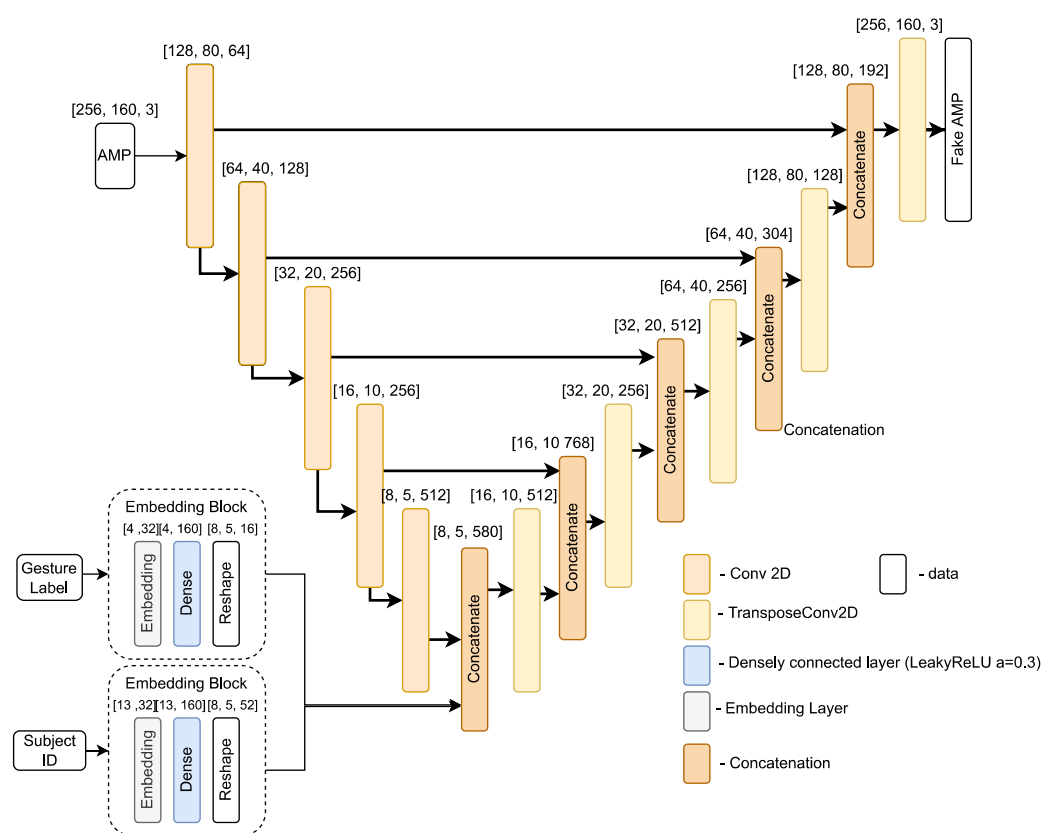 [256, 160, 3]
[128, 80, 64]
[128, 80, 192]
[256, 160, 3]
AMP
Concatenate
Fake AMP
[64, 40, 128]
[128, 80, 128]
[64, 40, 304]
Concatenate
[32, 20, 256]
[64, 40, 256]
[32, 20, 512]
Concatenate
[16, 10, 256]
[32, 20, 256]
Concatenation
[16, 10 768]
Concatenate
[8, 5, 512]
[16, 10, 512]
[8, 5, 580]
Concatenate
Embedding Block
[4 ,32]
[4, 160]
[8, 5, 16]
Gesture
Label
Embedding
Dense
Reshape
Embedding Block
[13 ,32]
[13, 160]
[8, 5, 52]
Subject
ID
Embedding
Dense
Reshape
- Conv 2D
- data
- TransposeConv2D
- Densely connected layer (LeakyReLU a=0.3)
- Embedding Layer
- Concatenation